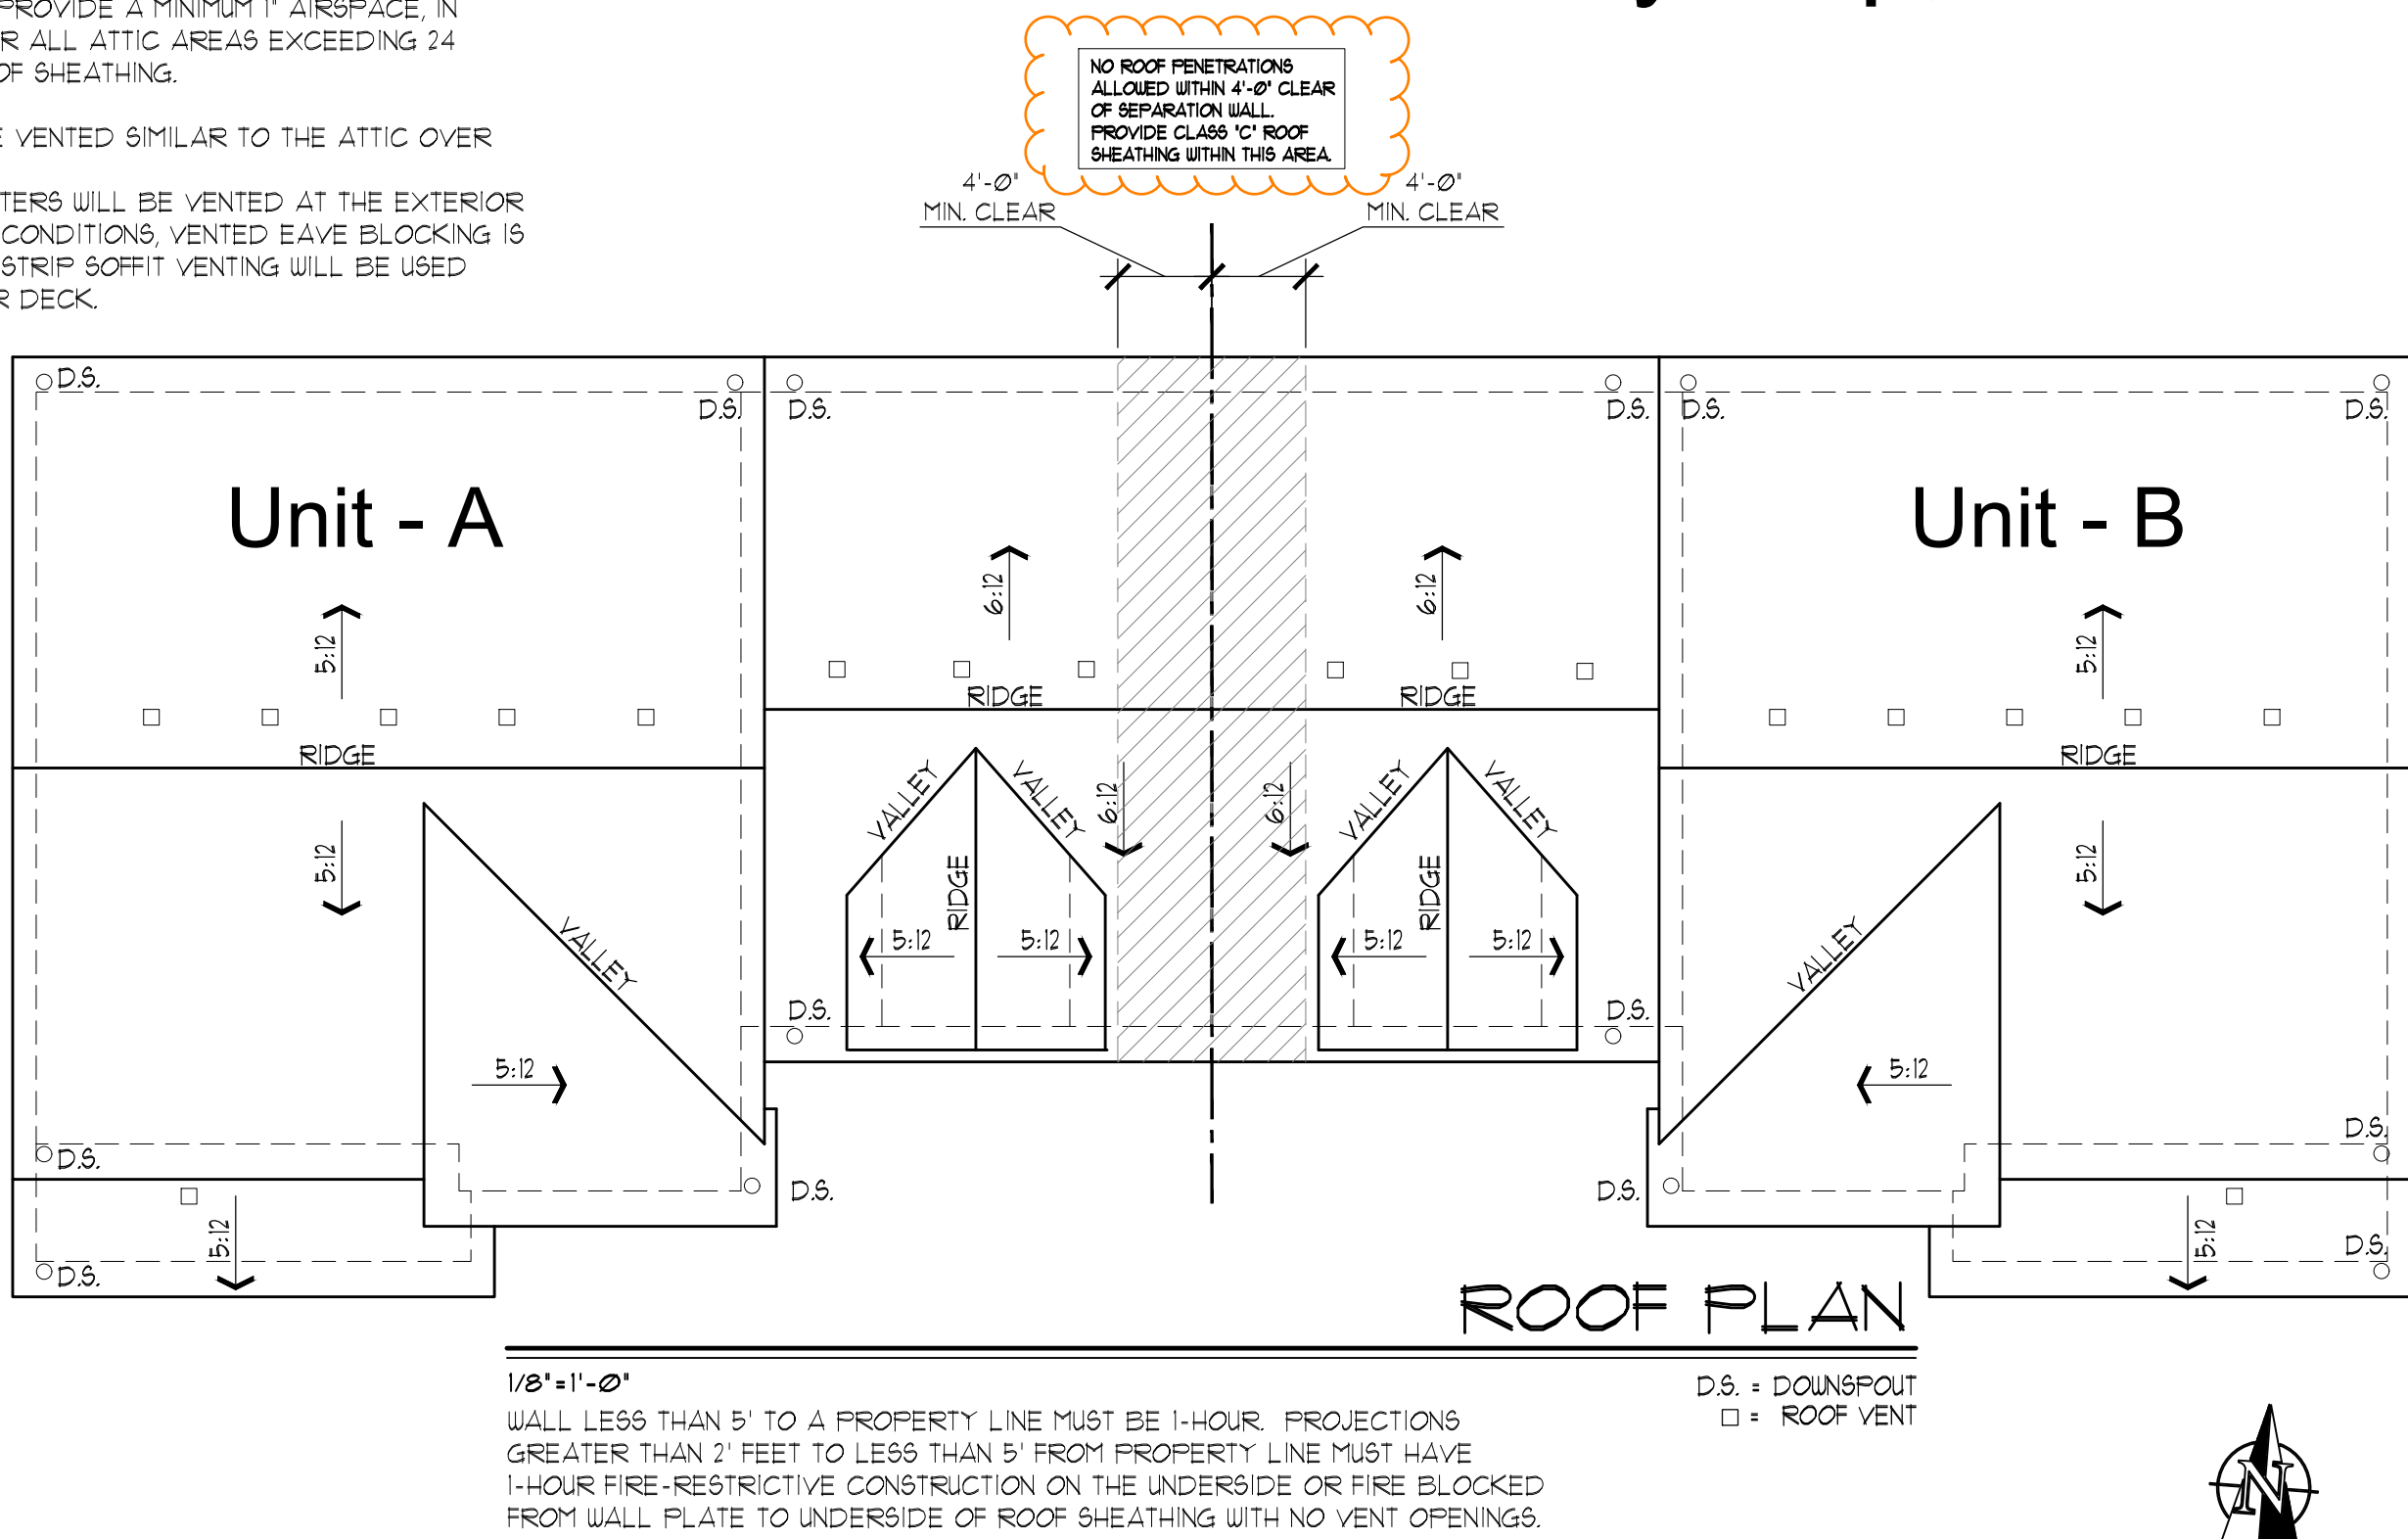 PROVIDE A MINIMUM 1" AIRSPACE, IN
R ALL ATTIC AREAS EXCEEDING 24
OF SHEATHING.
E VENTED SIMILAR TO THE ATTIC OVER
TERS WILL BE VENTED AT THE EXTERIOR
CONDITIONS, VENTED EAVE BLOCKING IS
STRIP SOFFIT VENTING WILL BE USED
R DECK.
NO ROOF PENETRATIONS
ALLOWED WITHIN 4'-0" CLEAR
OF SEPARATION WALL.
PROVIDE CLASS "C" ROOF
SHEATHING WITHIN THIS AREA.
4'-0"
MIN. CLEAR
4'-0"
MIN. CLEAR
D.S.
D.S.
D.S.
D.S.
D.S.
D.S.
Unit - A
Unit - B
6:12
6:12
5:12
5:12
RIDGE
RIDGE
RIDGE
RIDGE
VALLEY
VALLEY
6:12
6:12
VALLEY
VALLEY
5:12
5:12
RIDGE
RIDGE
VALLEY
VALLEY
5:12
5:12
5:12
5:12
D.S.
D.S.
5:12
5:12
D.S.
D.S.
D.S.
D.S.
5:12
5:12
D.S.
D.S.
ROOF PLAN
1/8"=1'-0"
D.S. = DOWNSPOUT
= ROOF VENT
WALL LESS THAN 5' TO A PROPERTY LINE MUST BE 1-HOUR. PROJECTIONS
GREATER THAN 2' FEET TO LESS THAN 5' FROM PROPERTY LINE MUST HAVE
1-HOUR FIRE-RESTRICTIVE CONSTRUCTION ON THE UNDERSIDE OR FIRE BLOCKED
FROM WALL PLATE TO UNDERSIDE OF ROOF SHEATHING WITH NO VENT OPENINGS.
N